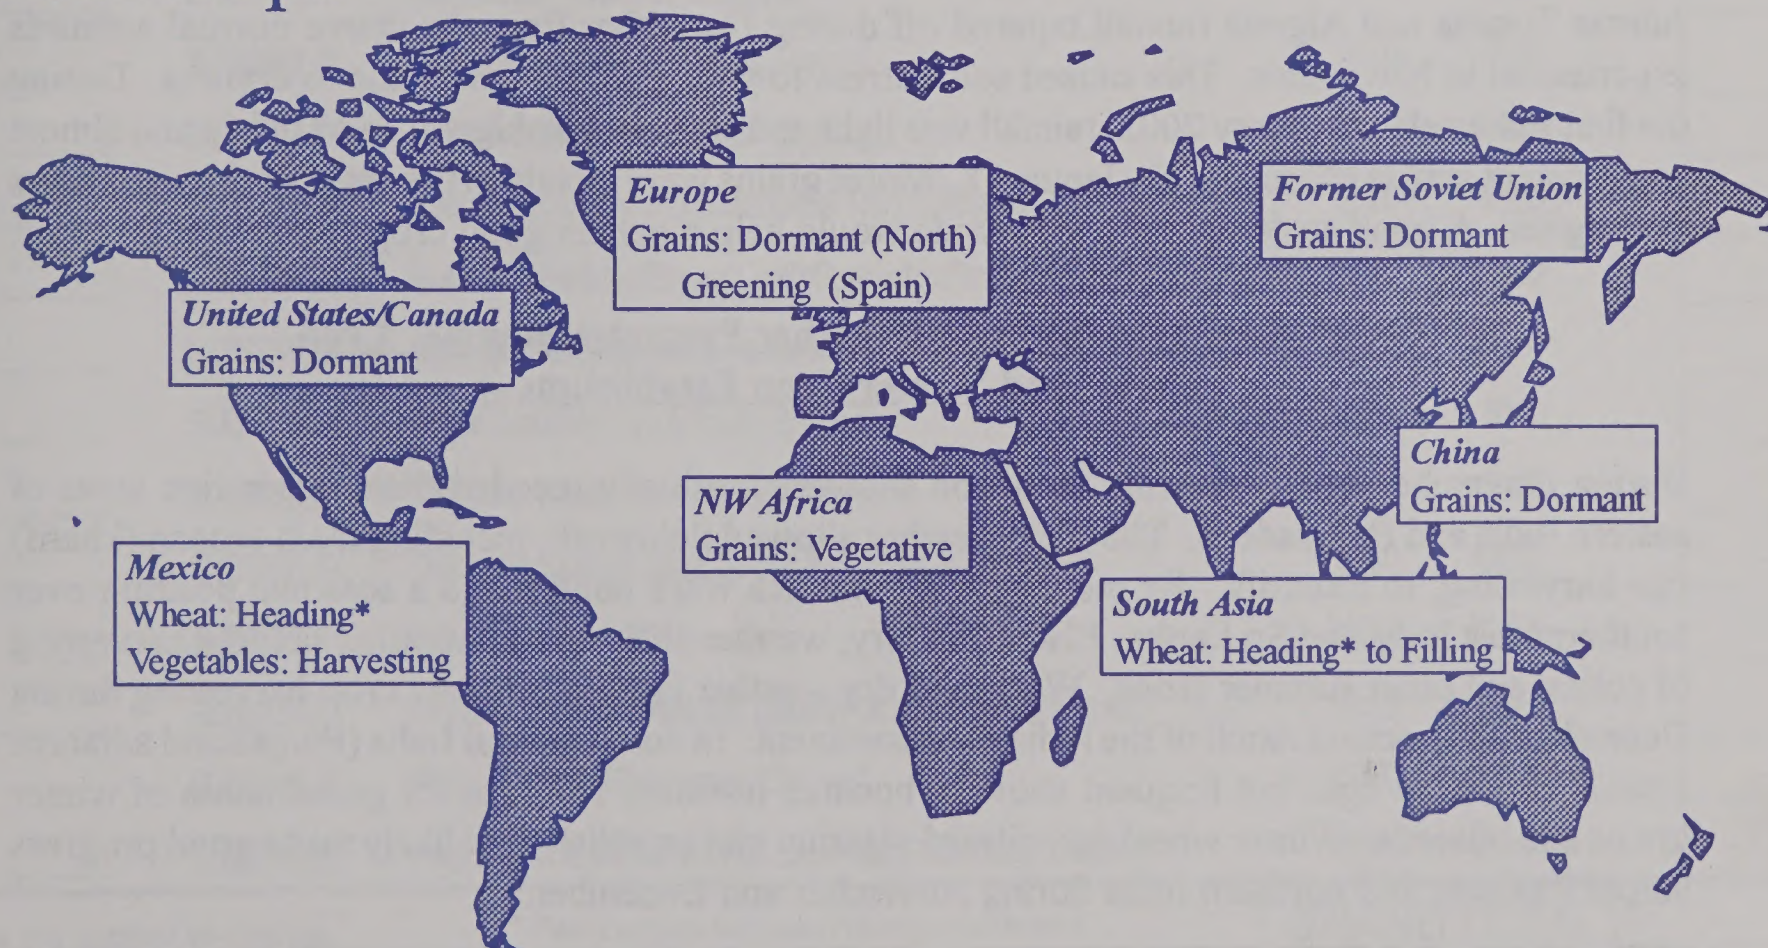 United States/Canada
Grains: Dormant
Europe
Grains: Dormant (North)
Greening (Spain)
Former Soviet Union
Grains: Dormant
China
Grains: Dormant
NW Africa
Grains: Vegetative
Mexico
Wheat: Heading*
Vegetables: Harvesting
South Asia
Wheat: Heading* to Filling